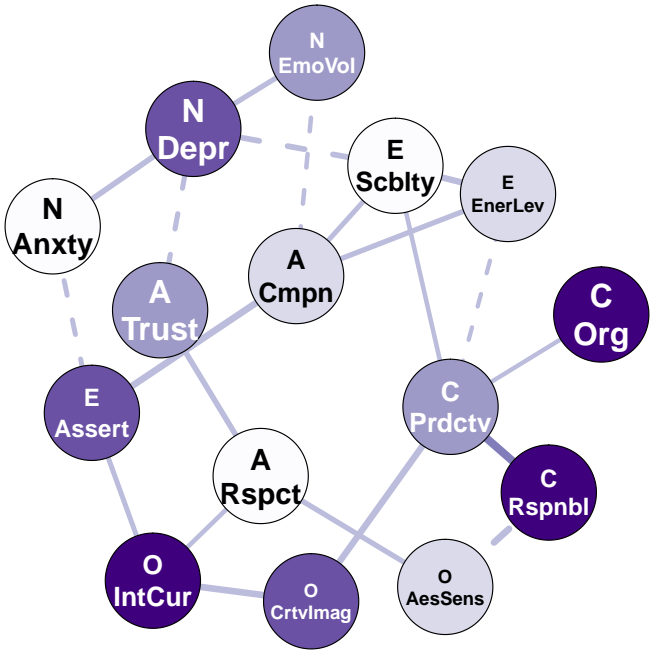 N
EmoVol
N
Depr
E
Scblty
E
EnerLev
N
Anxty
A
Cmpn
A
Trust
C
Org
E
Assert
C
Prdctv
A
Rspct
C
Rspnbl
O
IntCur
O
CrtvImag
O
AesSens